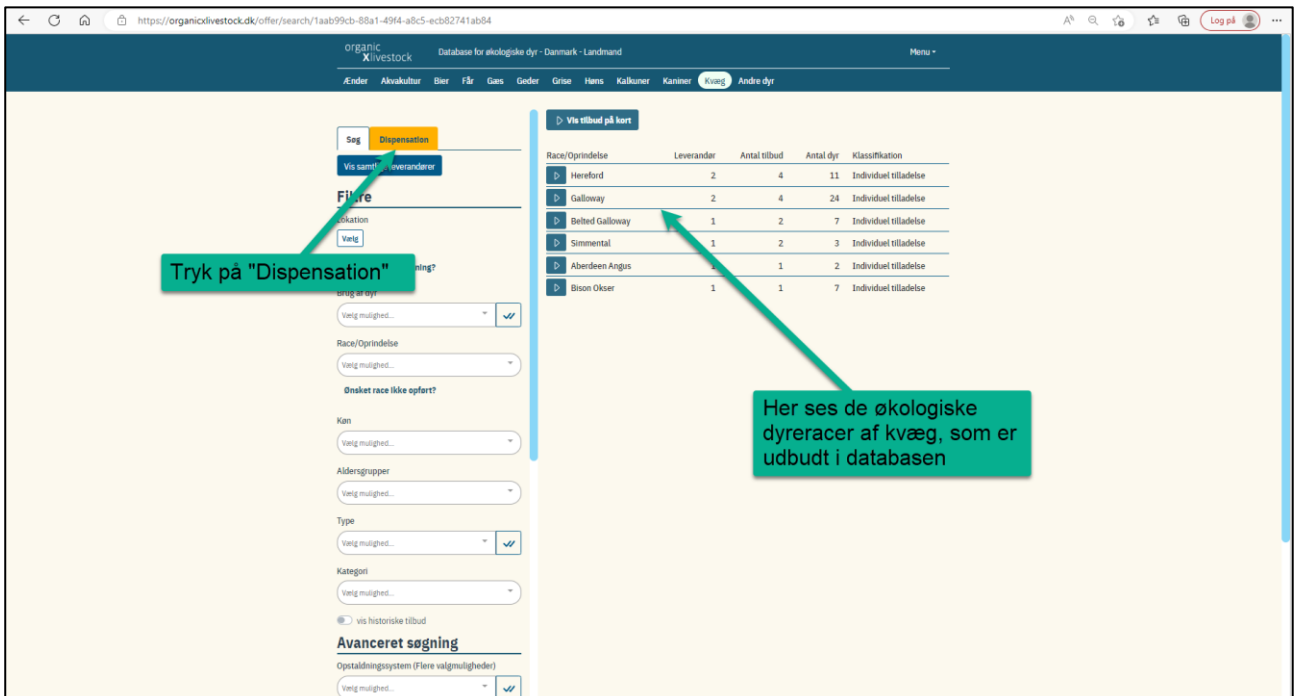 https://organicxlivestock.dk/offer/search/1aab99cb-88a1-49f4-a8c5-ecb82741ab84
Log på
organic
Xlivestock
Database for økologiske dyr - Danmark - Landmand
Menu
Ænder Akvakultur Bier Får Gæs Geder Grise Høns Kalkuner Kaniner Kvæg Andre dyr
Vis tilbud på kort
Søg Dispensation
Vis leverandører
Race/Oprindelse Leverandør Antal tilbud Antal dyr Klassifikation
Hereford 2 4 11 Individuel tilladelse
Galloway 2 4 24 Individuel tilladelse
Belted Galloway 1 2 7 Individuel tilladelse
Simmental 1 2 3 Individuel tilladelse
Aberdeen Angus 1 2 Individuel tilladelse
Bison Okser 1 1 7 Individuel tilladelse
Lokation
Vælg
Tryk på "Dispensation"
Brug af dyr
Vælg mulighed...
Race/Oprindelse
Vælg mulighed...
Ønsket race ikke opført?
Køn
Vælg mulighed...
Aldersgrupper
Vælg mulighed...
Type
Vælg mulighed...
Kategori
Vælg mulighed...
vis historiske tilbud
Avanceret søgning
Opstaldningssystem (Flere valgmuligheder)
Vælg mulighed...
Her ses de økologiske
dyreracer af kvæg, som er
udbudt i databasen